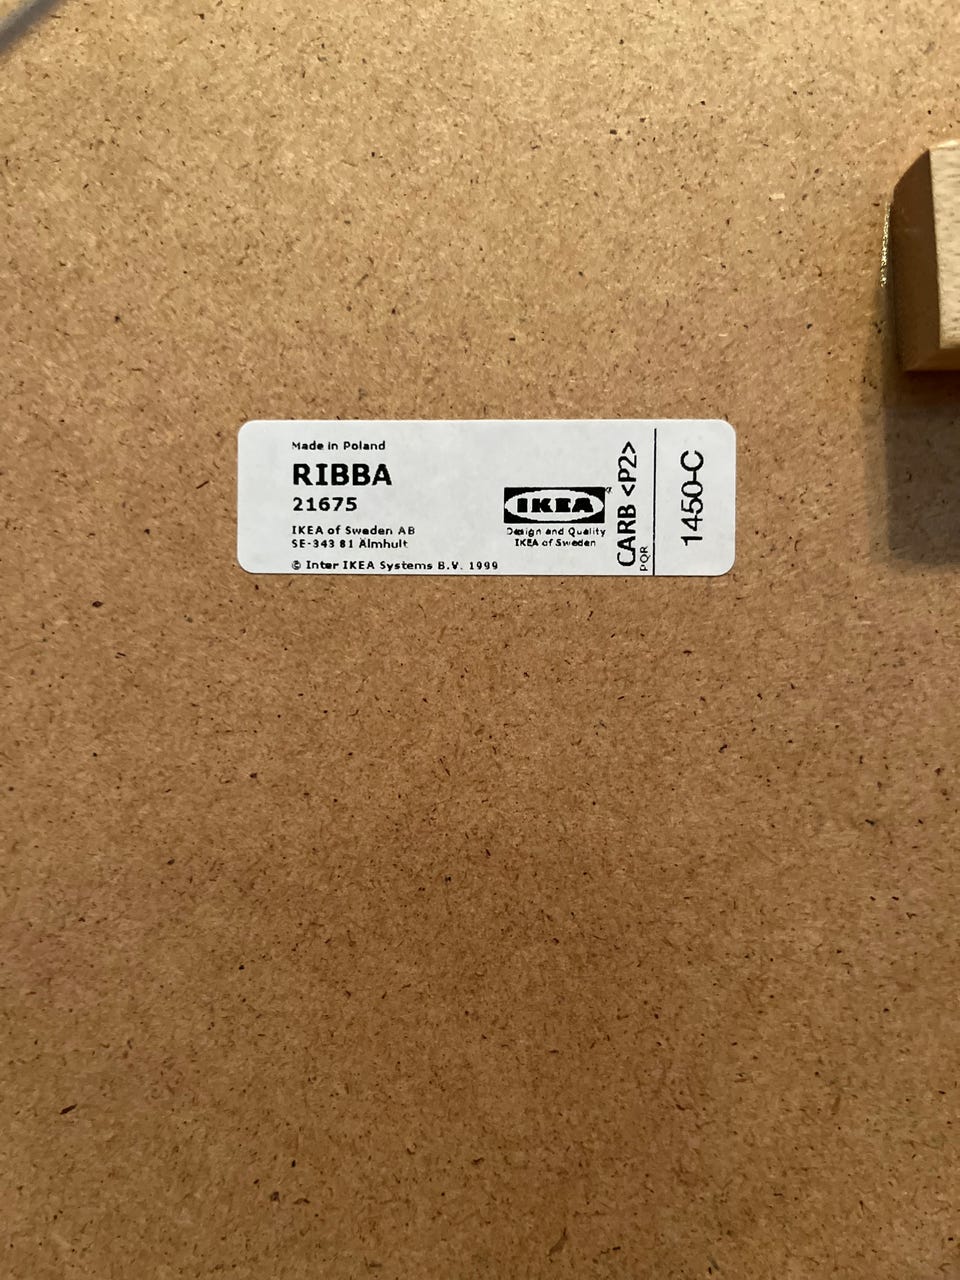 Made in Poland
RIBBA
21675
IKEA of Sweden AB
SE-343 81 Älmhult
© Inter IKEA Systems B.V. 1999
IKEA
Design and Quality
IKEA of Sweden
CARB <P2>
PQR
1450-C